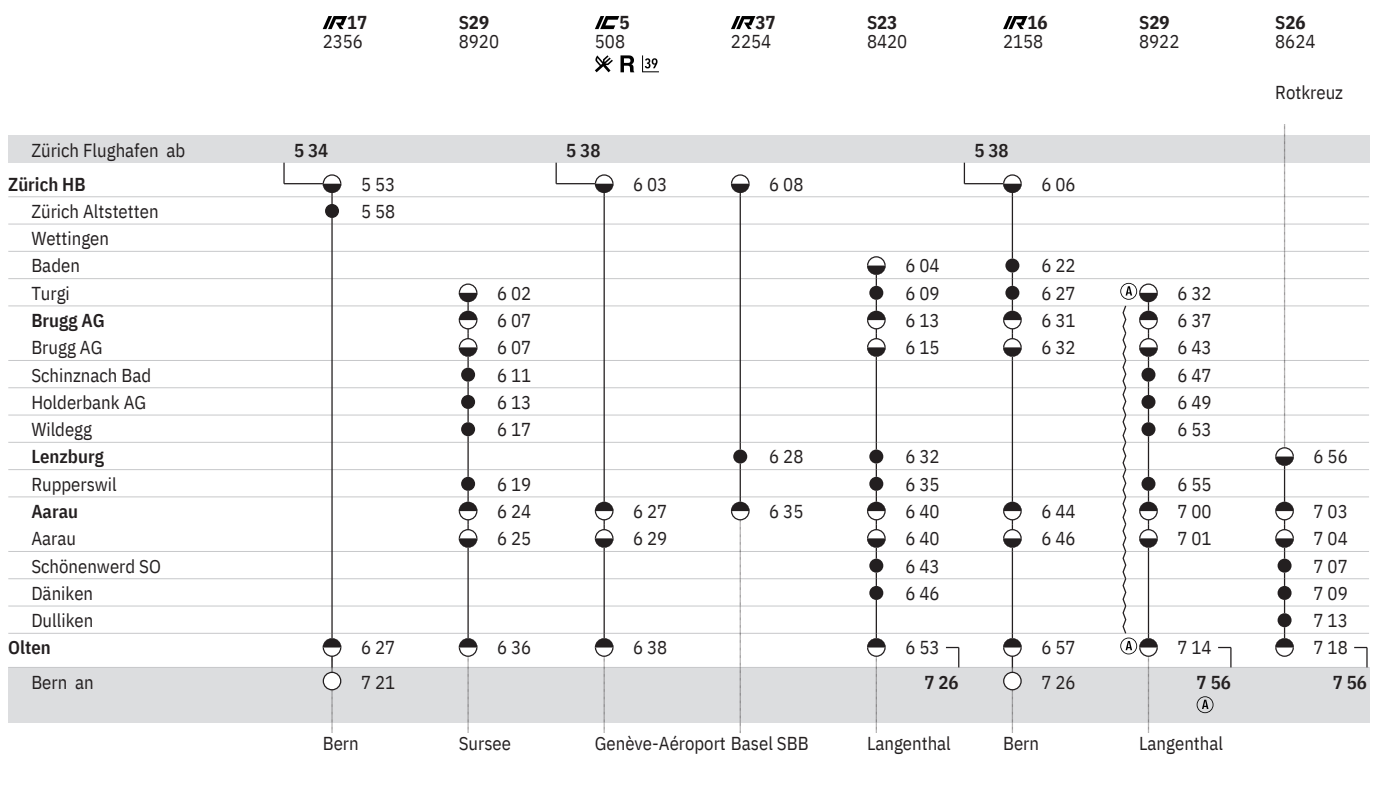 IR17 S29 IC5 IR37 S23 IR16 S29 S26
2356 8920 508 2254 8420 2158 8922 8624
R 39
Rotkreuz
Zürich Flughafen ab 5 34 5 38 5 38
Zürich HB 5 53 6 03 6 08 6 06
Zürich Altstetten 5 58
Wettingen
Baden 6 04 6 22
Turgi 6 02 6 09 6 27 A 6 32
Brugg AG 6 07 6 13 6 31 6 37
Brugg AG 6 07 6 15 6 32 6 43
Schinznach Bad 6 11 6 47
Holderbank AG 6 13 6 49
Wildegg 6 17 6 53
Lenzburg 6 28 6 32 6 56
Rupperswil 6 19 6 35 6 55
Aarau 6 24 6 27 6 35 6 40 6 44 7 00 7 03
Aarau 6 25 6 29 6 40 6 46 7 01 7 04
Schönenwerd SO 6 43 7 07
Däniken 6 46 7 09
Dulliken 7 13
Olten 6 27 6 36 6 38 6 53 6 57 A 7 14 7 18
Bern an 7 21 7 26 7 26 7 56 7 56
A
Bern Sursee Genève-Aéroport Basel SBB Langenthal Bern Langenthal